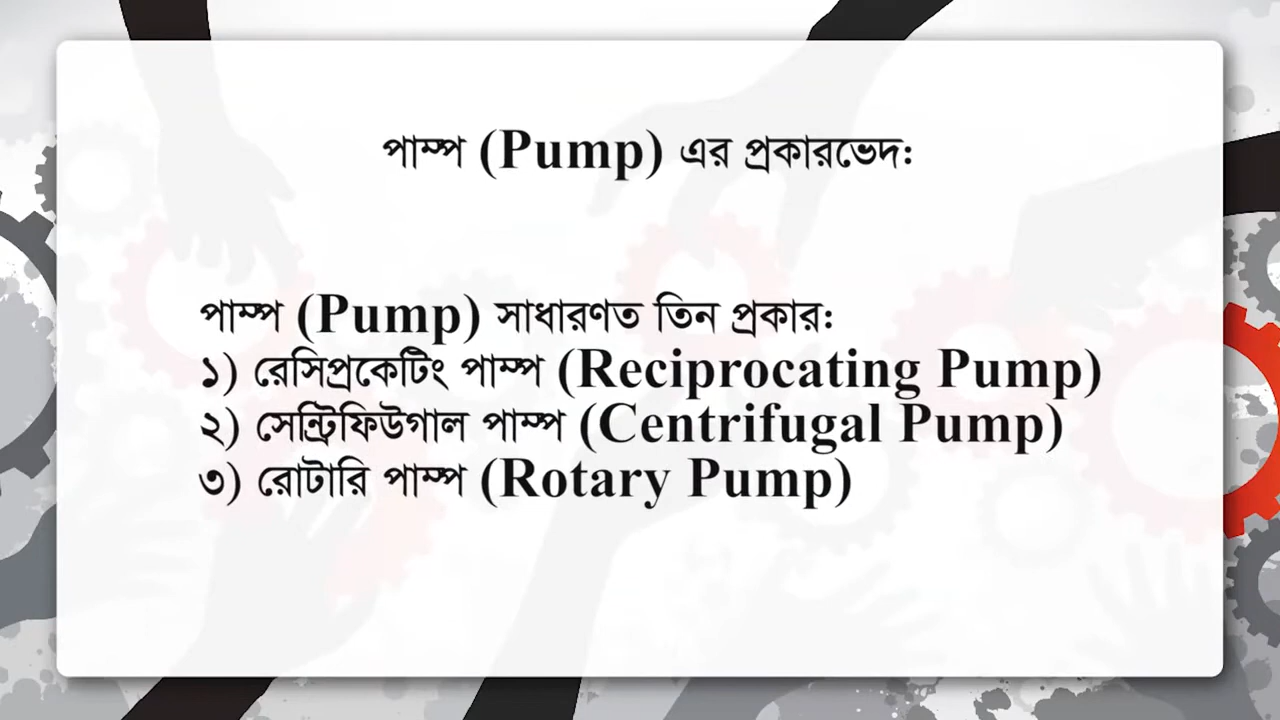 পাম্প (Pump) এর প্রকারভেদঃ
পাম্প (Pump) সাধারণত তিন প্রকারঃ
১) রেসিপ্রকেটিং পাম্প (Reciprocating Pump)
২) সেন্ট্রিফিউগাল পাম্প (Centrifugal Pump)
৩) রোটারি পাম্প (Rotary Pump)